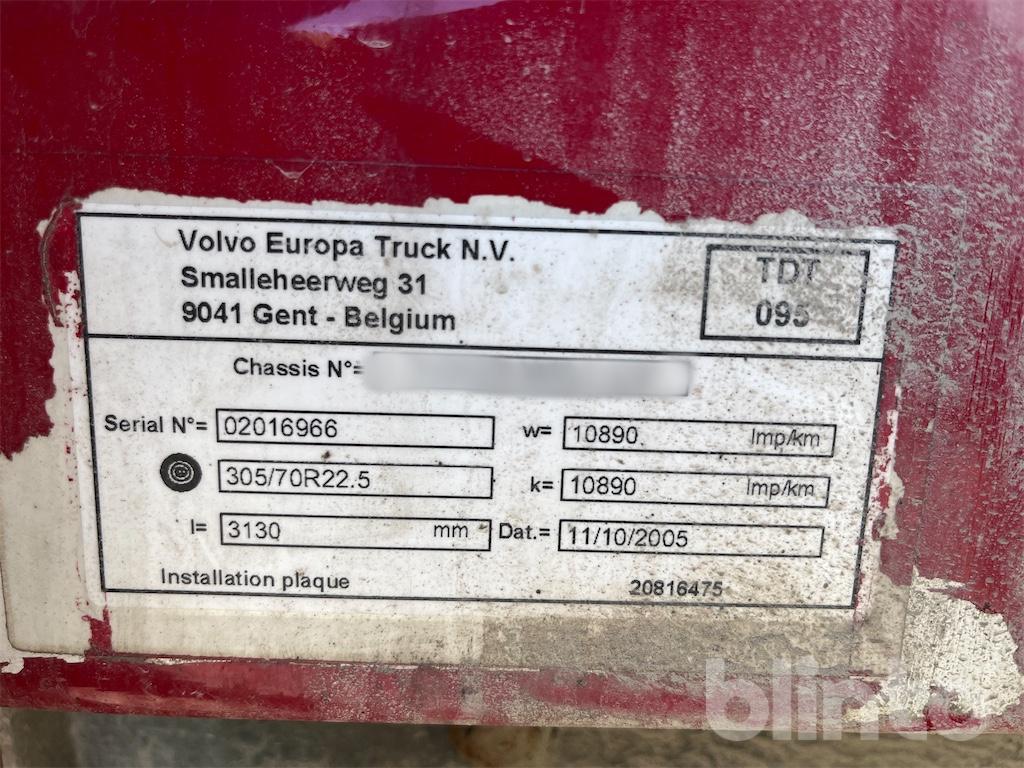 Volvo Europa Truck N.V.
Smalleheerweg 31
9041 Gent - Belgium
TDT
095
Chassis N°=
Serial N°= 02016966
w= 10890 Imp/km
305/70R22.5
k= 10890 Imp/km
l= 3130 mm
Dat.= 11/10/2005
Installation plaque
20816475
blinto